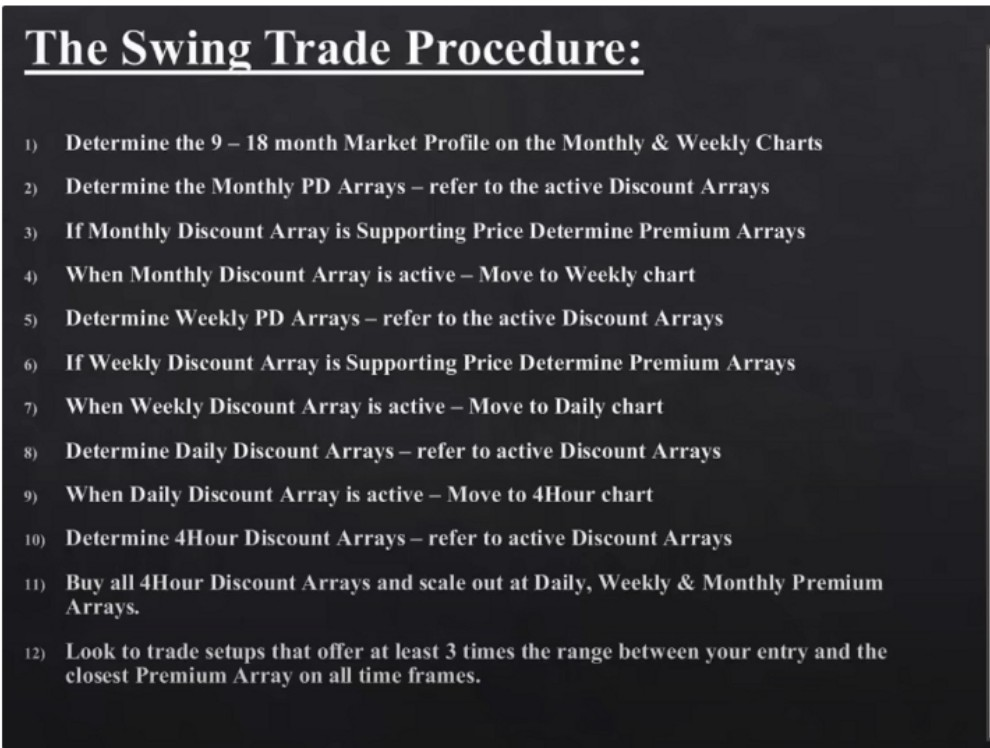 The Swing Trade Procedure:
1) Determine the 9 – 18 month Market Profile on the Monthly & Weekly Charts
2) Determine the Monthly PD Arrays – refer to the active Discount Arrays
3) If Monthly Discount Array is Supporting Price Determine Premium Arrays
4) When Monthly Discount Array is active – Move to Weekly chart
5) Determine Weekly PD Arrays – refer to the active Discount Arrays
6) If Weekly Discount Array is Supporting Price Determine Premium Arrays
7) When Weekly Discount Array is active – Move to Daily chart
8) Determine Daily Discount Arrays – refer to active Discount Arrays
9) When Daily Discount Array is active – Move to 4Hour chart
10) Determine 4Hour Discount Arrays – refer to active Discount Arrays
11) Buy all 4Hour Discount Arrays and scale out at Daily, Weekly & Monthly Premium
Arrays.
12) Look to trade setups that offer at least 3 times the range between your entry and the
closest Premium Array on all time frames.